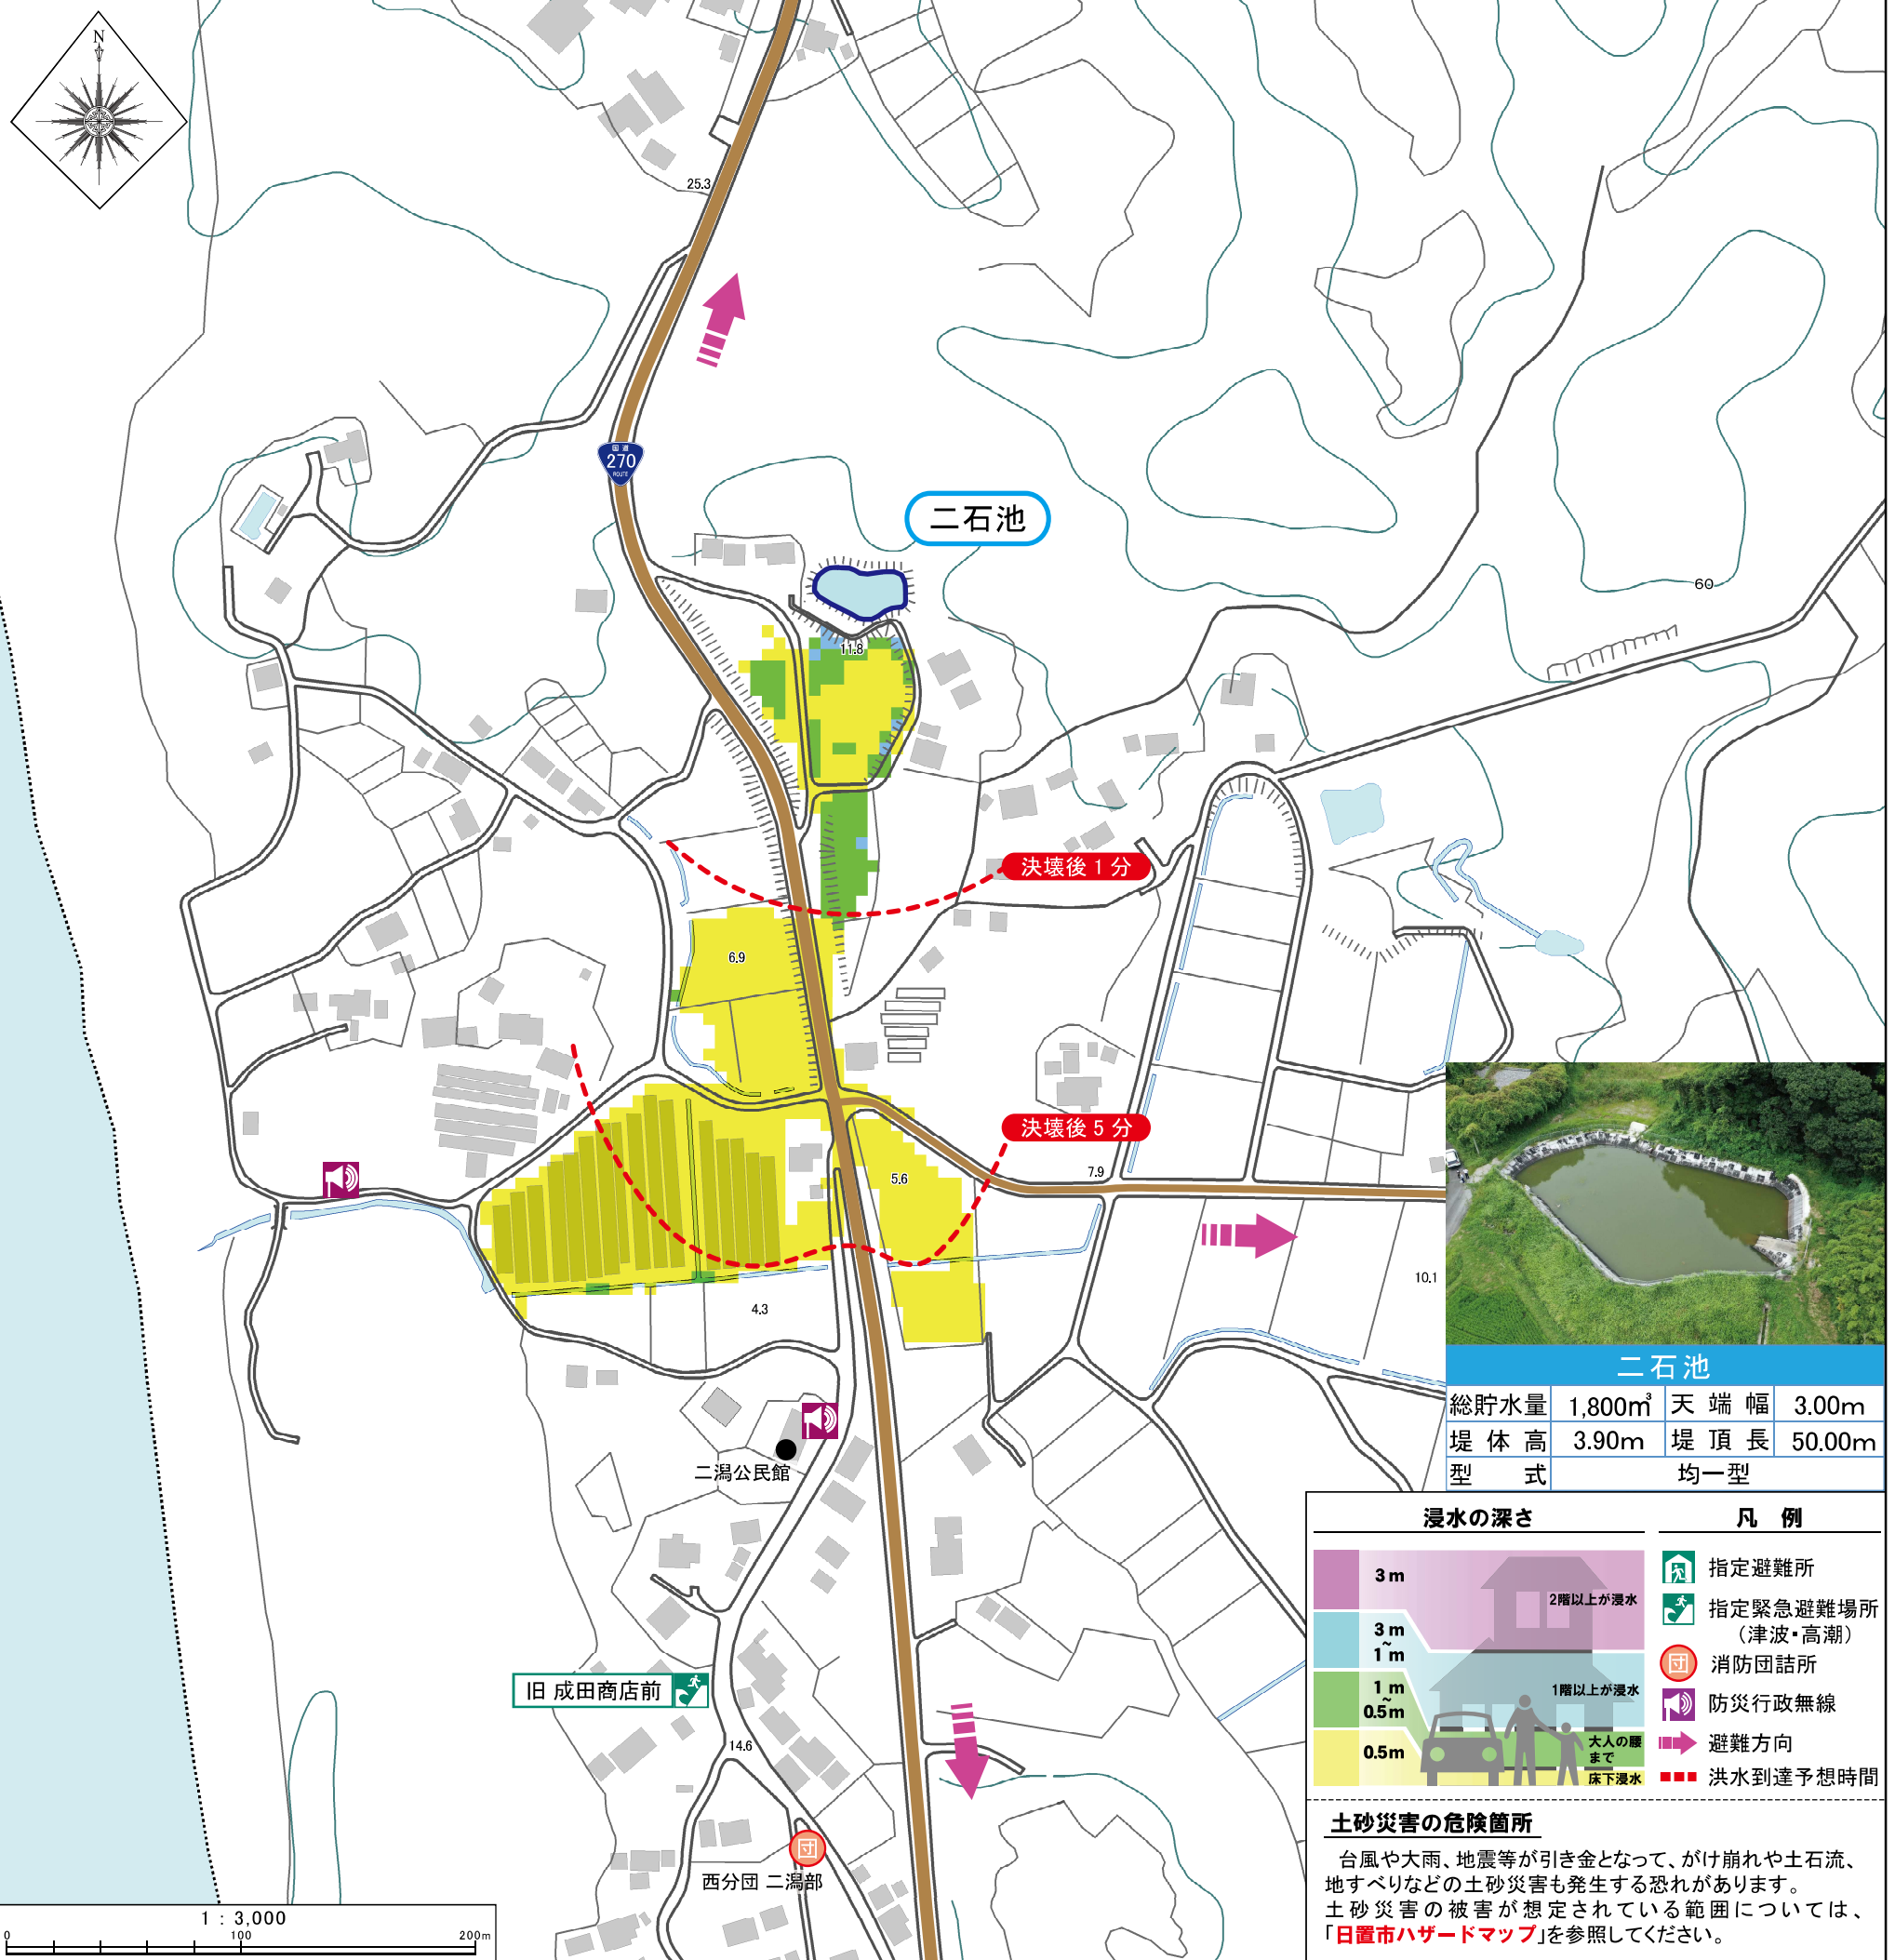 N
25.3
国道
270
ROUTE
二石池
60
11.8
決壊後1分
6.9
決壊後5分
7.9
5.6
10.1
4.3
二潟公民館
旧 成田商店前
14.6
団
西分団 二潟部
1:3,000
0 100 200m
二石池
総貯水量 1,800㎥ 天端幅 3.00m
堤体高 3.90m 堤頂長 50.00m
型式 均一型
浸水の深さ
3m
2階以上が浸水
3m
~
1m
1階以上が浸水
1m
~
0.5m
大人の腰
まで
0.5m
床下浸水
凡 例
指定避難所
指定緊急避難場所
（津波・高潮）
団 消防団詰所
防災行政無線
避難方向
洪水到達予想時間
土砂災害の危険箇所
台風や大雨、地震等が引き金となって、がけ崩れや土石流、
地すべりなどの土砂災害も発生する恐れがあります。
土砂災害の被害が想定されている範囲については、
「日置市ハザードマップ」を参照してください。